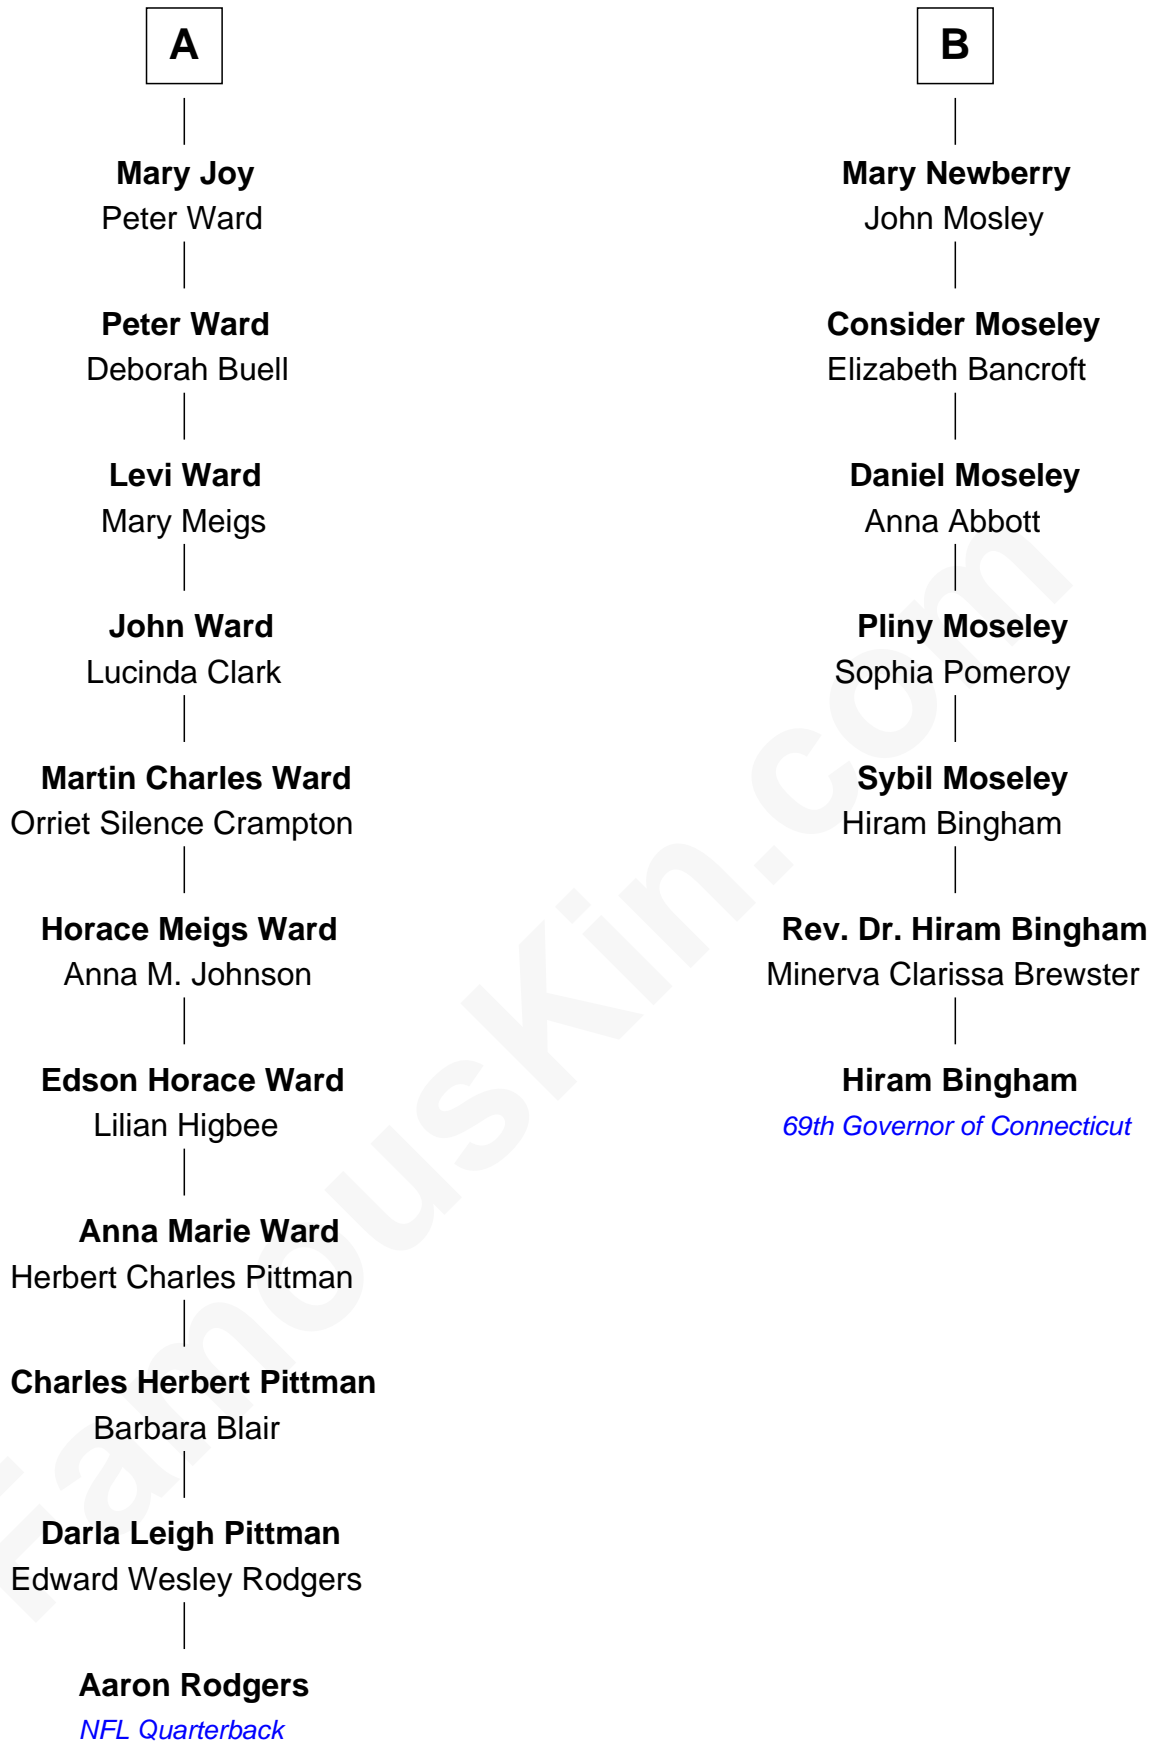 A
Mary Joy
Peter Ward
Peter Ward
Deborah Buell
Levi Ward
Mary Meigs
John Ward
Lucinda Clark
Martin Charles Ward
Orriet Silence Crampton
Horace Meigs Ward
Anna M. Johnson
Edson Horace Ward
Lilian Higbee
Anna Marie Ward
Herbert Charles Pittman
Charles Herbert Pittman
Barbara Blair
Darla Leigh Pittman
Edward Wesley Rodgers
Aaron Rodgers
NFL Quarterback
B
Mary Newberry
John Mosley
Consider Moseley
Elizabeth Bancroft
Daniel Moseley
Anna Abbott
Pliny Moseley
Sophia Pomeroy
Sybil Moseley
Hiram Bingham
Rev. Dr. Hiram Bingham
Minerva Clarissa Brewster
Hiram Bingham
69th Governor of Connecticut
FamousKin.com